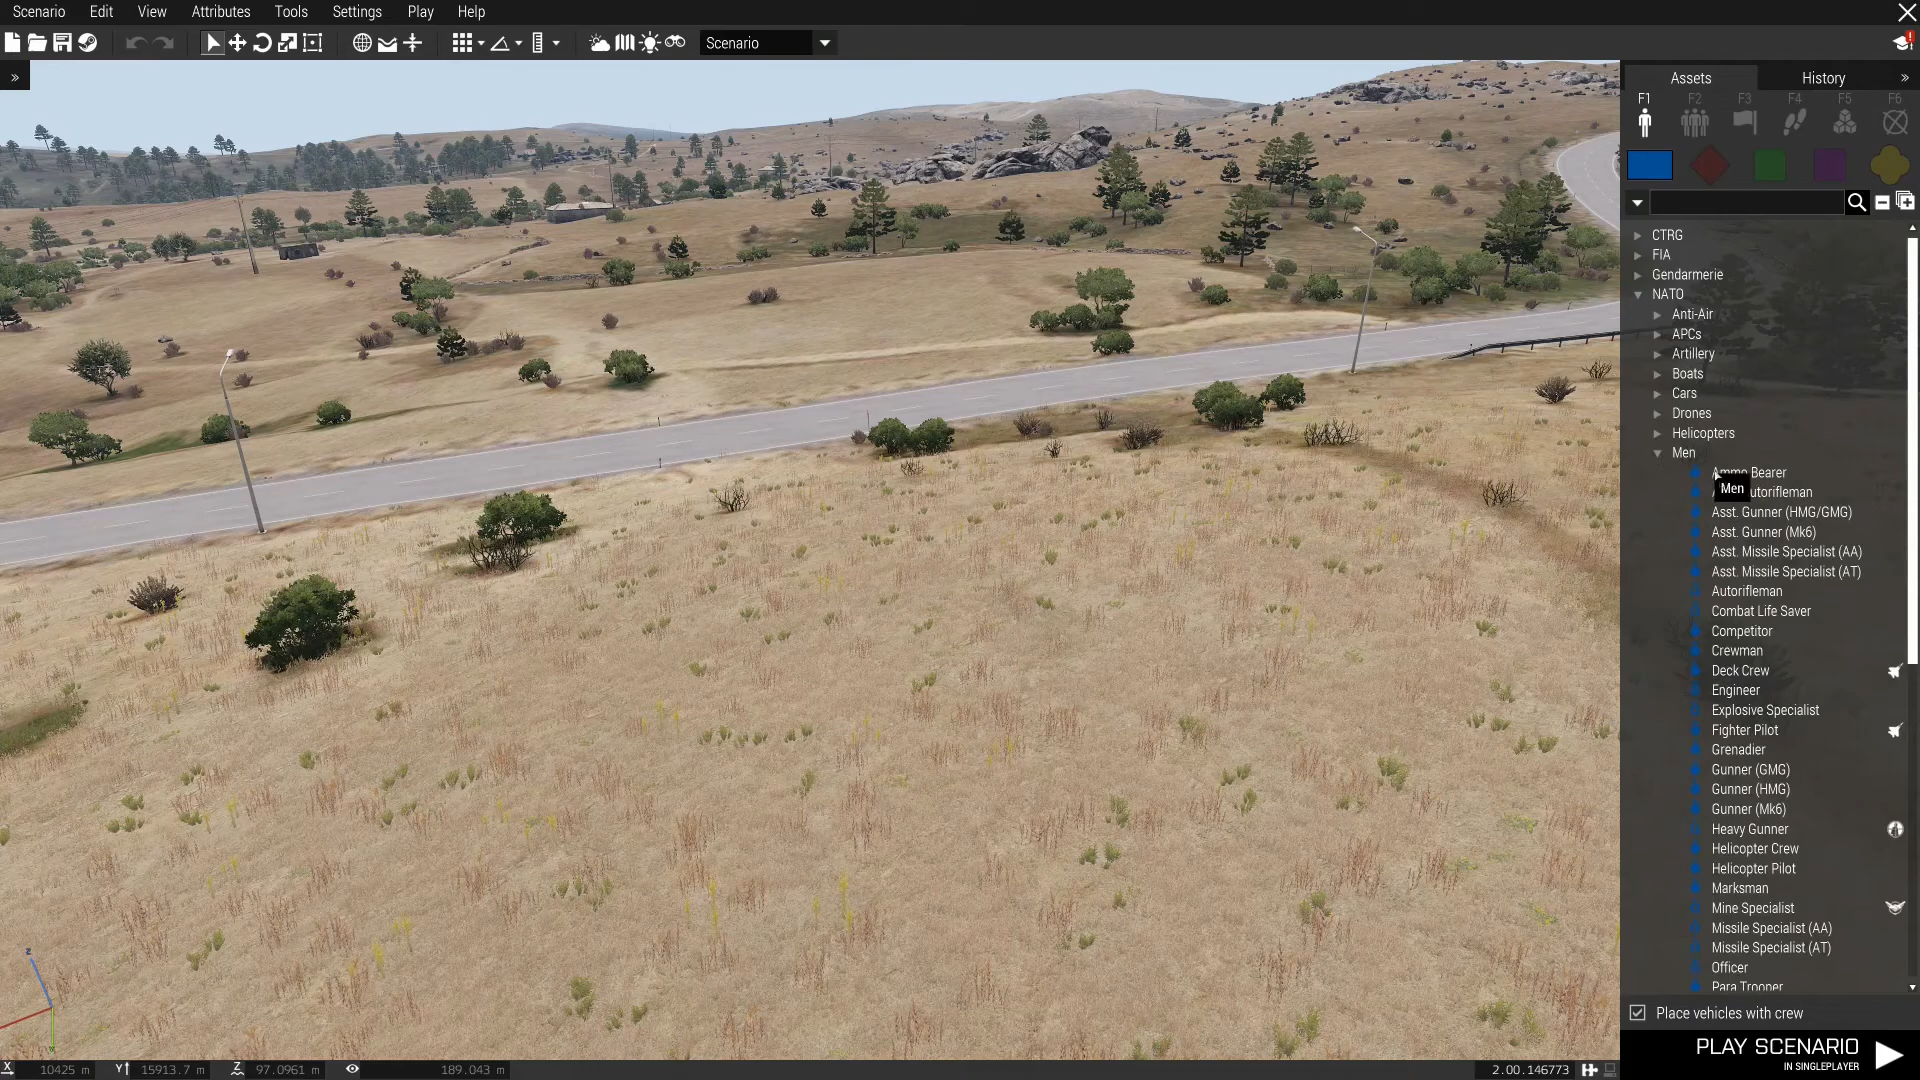 Scenario Edit View Attributes Tools Settings Play Help
Scenario
Assets History
F1 F2 F3 F4 F5 F6
CTRG
FIA
Gendarmerie
NATO
Anti-Air
APCs
Artillery
Boats
Cars
Drones
Helicopters
Men
Ammo Bearer
Men
Asst. Gunner (HMG/GMG)
Asst. Gunner (Mk6)
Asst. Missile Specialist (AA)
Asst. Missile Specialist (AT)
Autorifleman
Combat Life Saver
Competitor
Crewman
Deck Crew
Engineer
Explosive Specialist
Fighter Pilot
Grenadier
Gunner (GMG)
Gunner (HMG)
Gunner (Mk6)
Heavy Gunner
Helicopter Crew
Helicopter Pilot
Marksman
Mine Specialist
Missile Specialist (AA)
Missile Specialist (AT)
Officer
Para Trooper
Place vehicles with crew
PLAY SCENARIO
IN SINGLEPLAYER
X 10425 m Y 15913.7 m Z 97.0961 m 189.043 m 2.00.146773